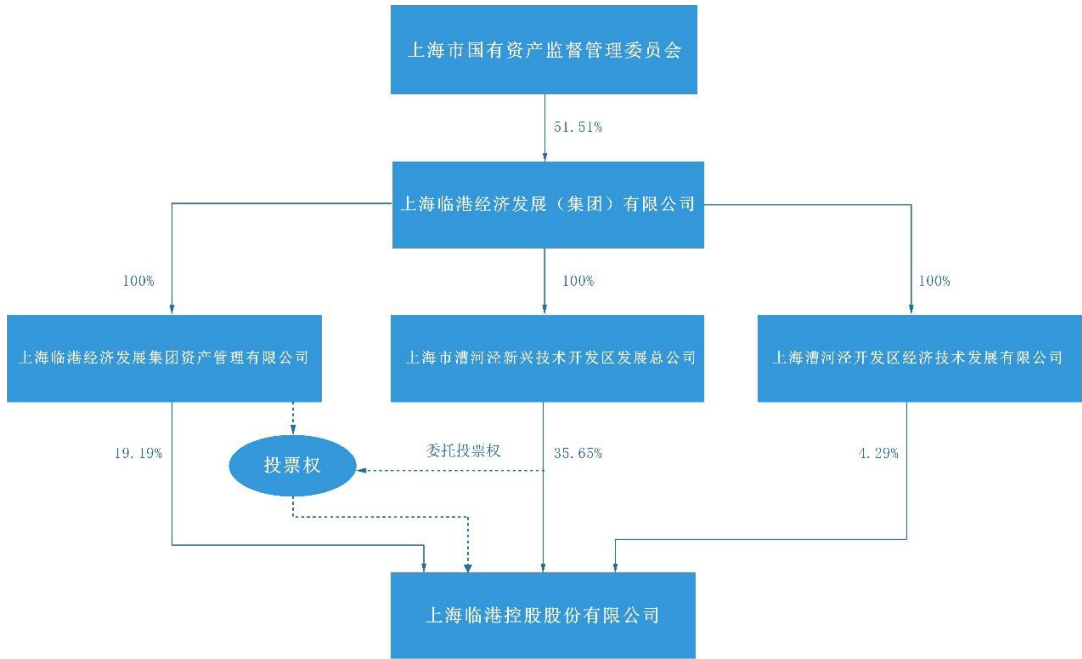 上海市国有资产监督管理委员会
51.51%
上海临港经济发展（集团）有限公司
100%
100%
100%
上海临港经济发展集团资产管理有限公司
上海市漕河泾新兴技术开发区发展总公司
上海漕河泾开发区经济技术发展有限公司
19.19%
投票权
委托投票权
35.65%
4.29%
上海临港控股股份有限公司